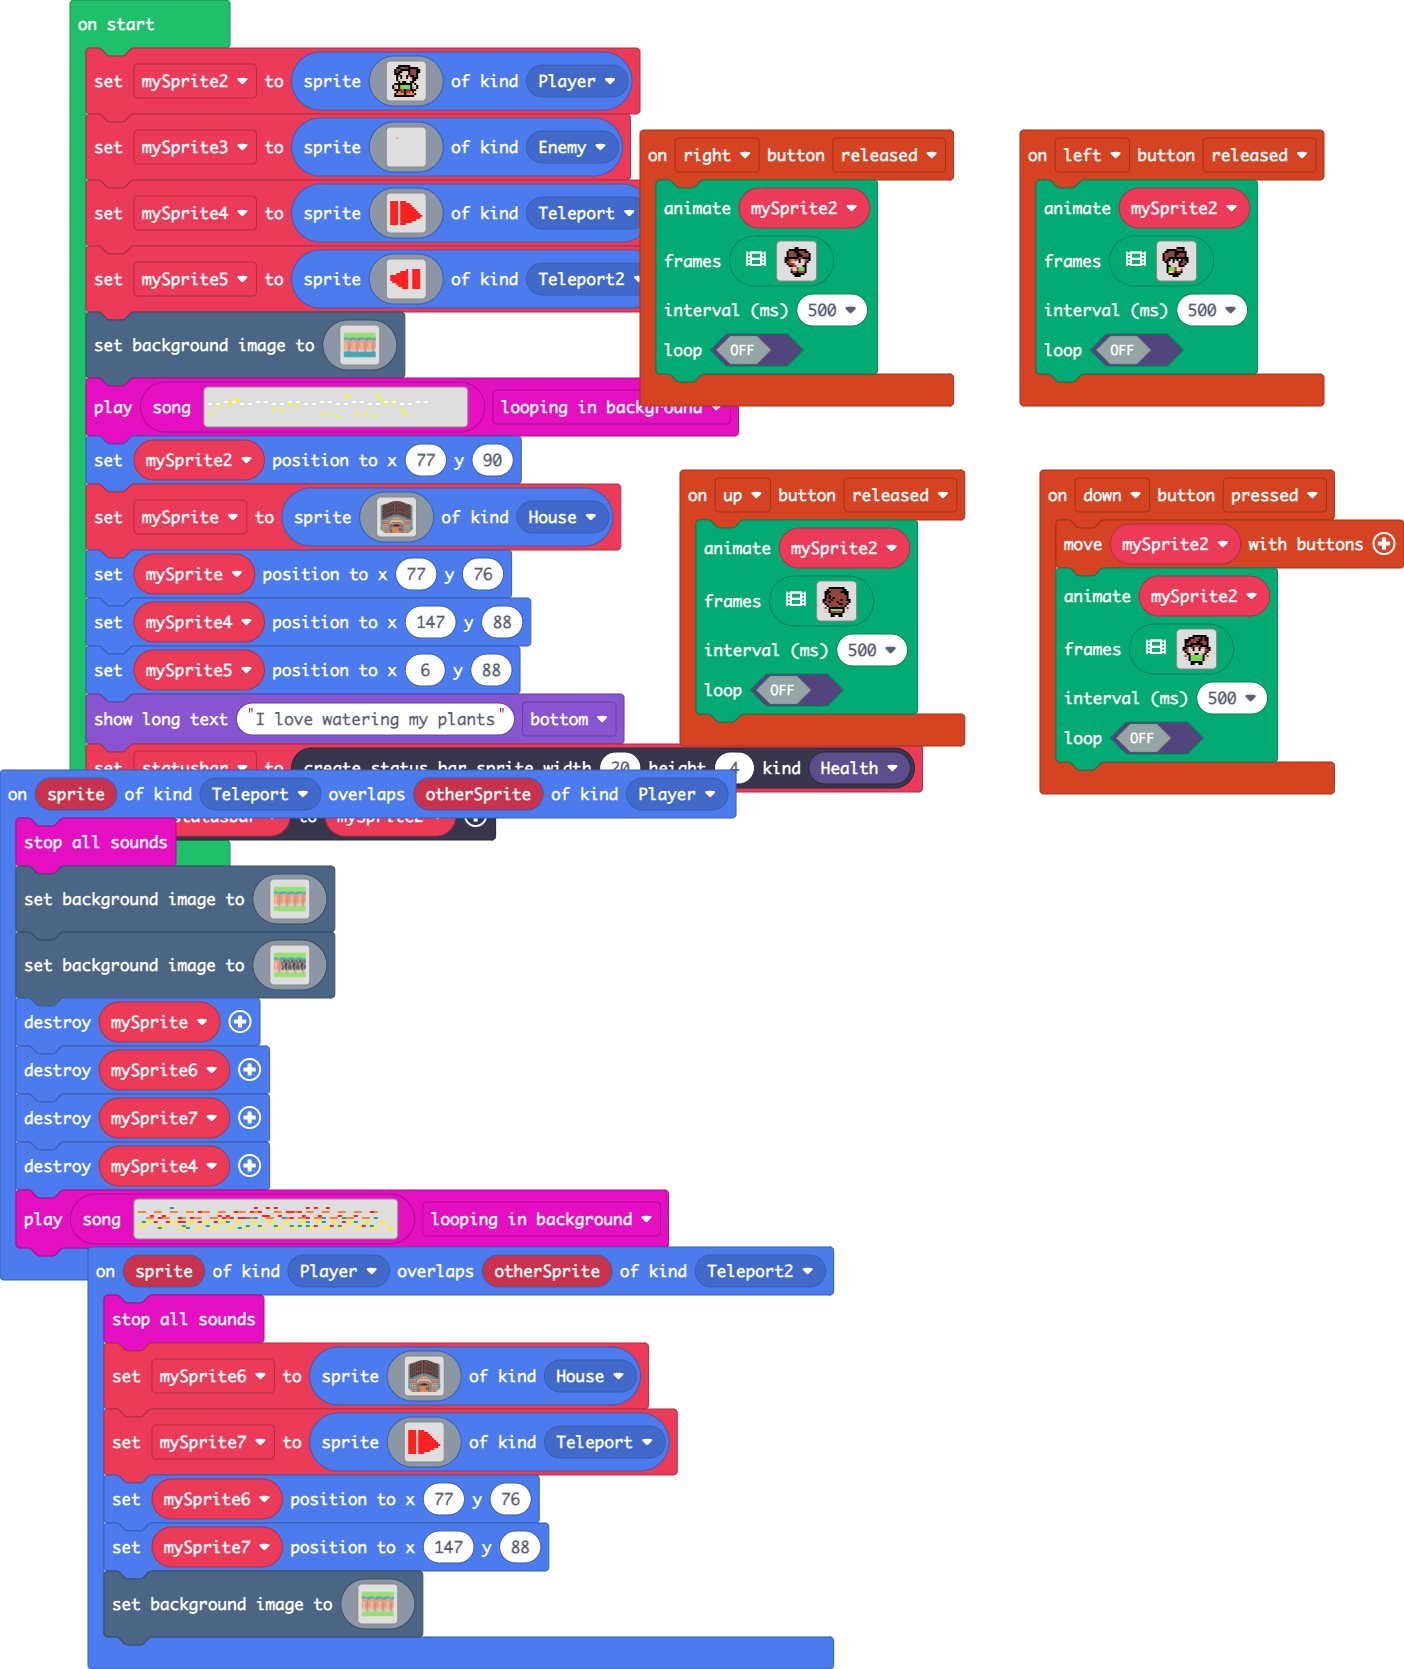 on start
set mySprite2 to sprite of kind Player
set mySprite3 to sprite of kind Enemy
set mySprite4 to sprite of kind Teleport
set mySprite5 to sprite of kind Teleport2
set background image to
play song looping in background
set mySprite2 position to x 77 y 90
set mySprite to sprite of kind House
set mySprite position to x 77 y 76
set mySprite4 position to x 147 y 88
set mySprite5 position to x 6 y 88
show long text "I love watering my plants" bottom
set statusbar to create status bar sprite width 20 height 4 kind Health
statusbar to mySprite2
on right button released
animate mySprite2
frames
interval (ms) 500
loop OFF
on left button released
animate mySprite2
frames
interval (ms) 500
loop OFF
on up button released
animate mySprite2
frames
interval (ms) 500
loop OFF
on down button pressed
move mySprite2 with buttons
animate mySprite2
frames
interval (ms) 500
loop OFF
on sprite of kind Teleport overlaps otherSprite of kind Player
stop all sounds
set background image to
set background image to
destroy mySprite
destroy mySprite6
destroy mySprite7
destroy mySprite4
play song looping in background
on sprite of kind Player overlaps otherSprite of kind Teleport2
stop all sounds
set mySprite6 to sprite of kind House
set mySprite7 to sprite of kind Teleport
set mySprite6 position to x 77 y 76
set mySprite7 position to x 147 y 88
set background image to